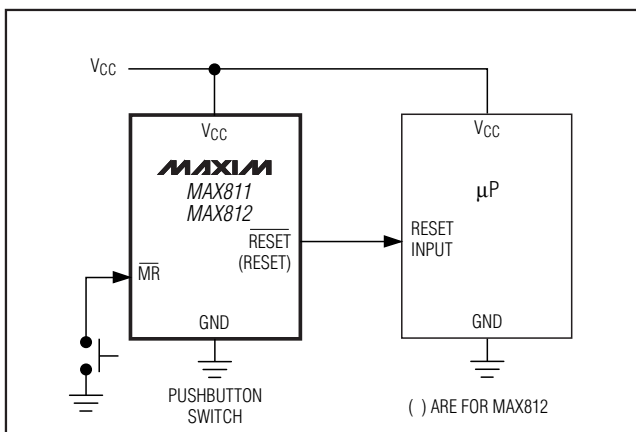 VCC
VCC
MAXIM
MAX811
MAX812
RESET
(RESET)
MR
GND
PUSHBUTTON
SWITCH
VCC
µP
RESET
INPUT
GND
( ) ARE FOR MAX812